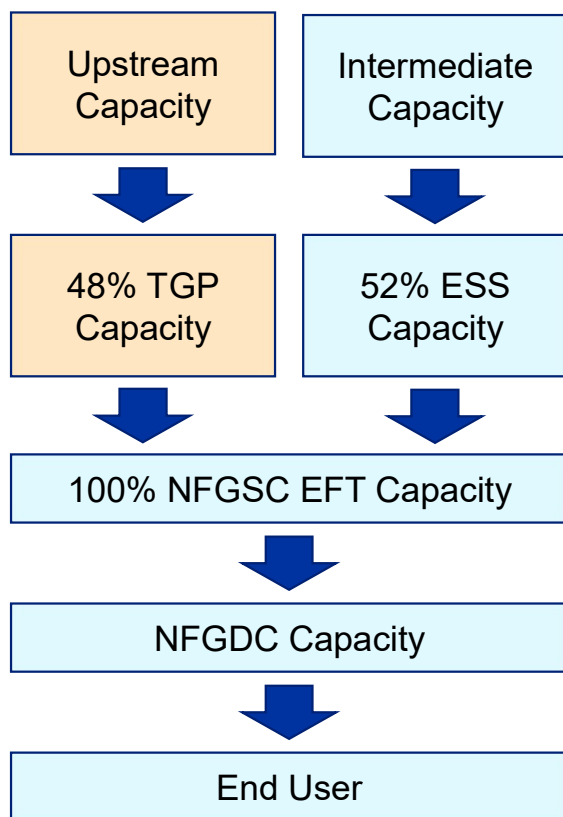 Upstream
Capacity
Intermediate
Capacity
48% TGP
Capacity
52% ESS
Capacity
100% NFGSC EFT Capacity
NFGDC Capacity
End User